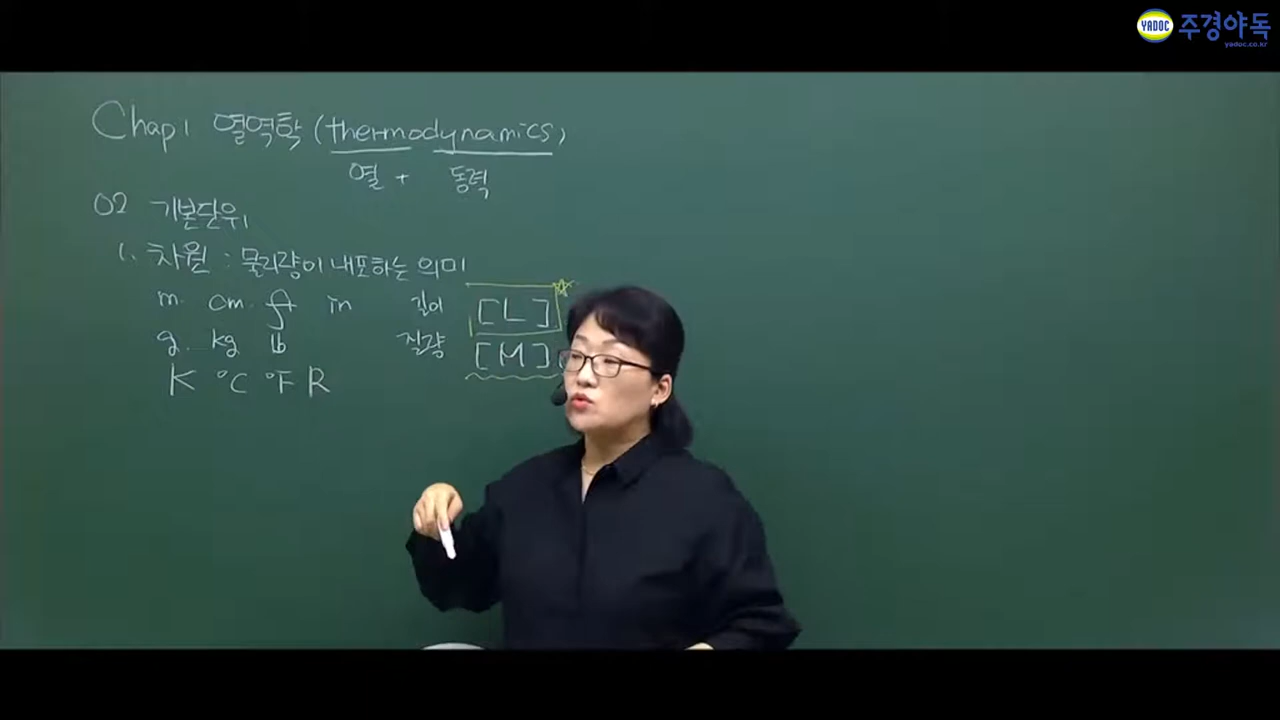 YADOC 주경야독
yadoc.co.kr
Chap1 열역학 (thermodynamics)
열 + 동력
02 기본단위
1. 차원 : 물리량이 내포하는 의미
m. cm. ft in 길이 [L]
g. kg lb 질량 [M]
K °C °F R